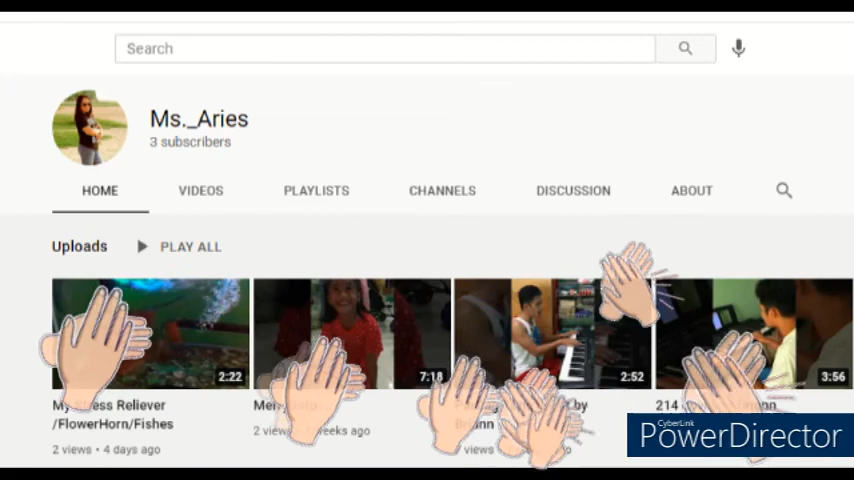 Search
Ms._Aries
3 subscribers
HOME VIDEOS PLAYLISTS CHANNELS DISCUSSION ABOUT
Uploads PLAY ALL
2:22 7:18 2:52 3:56
My Stress Reliever
/FlowerHorn/Fishes
2 views • 4 days ago
2 views
weeks ago
by
views
214
CyberLink
PowerDirector